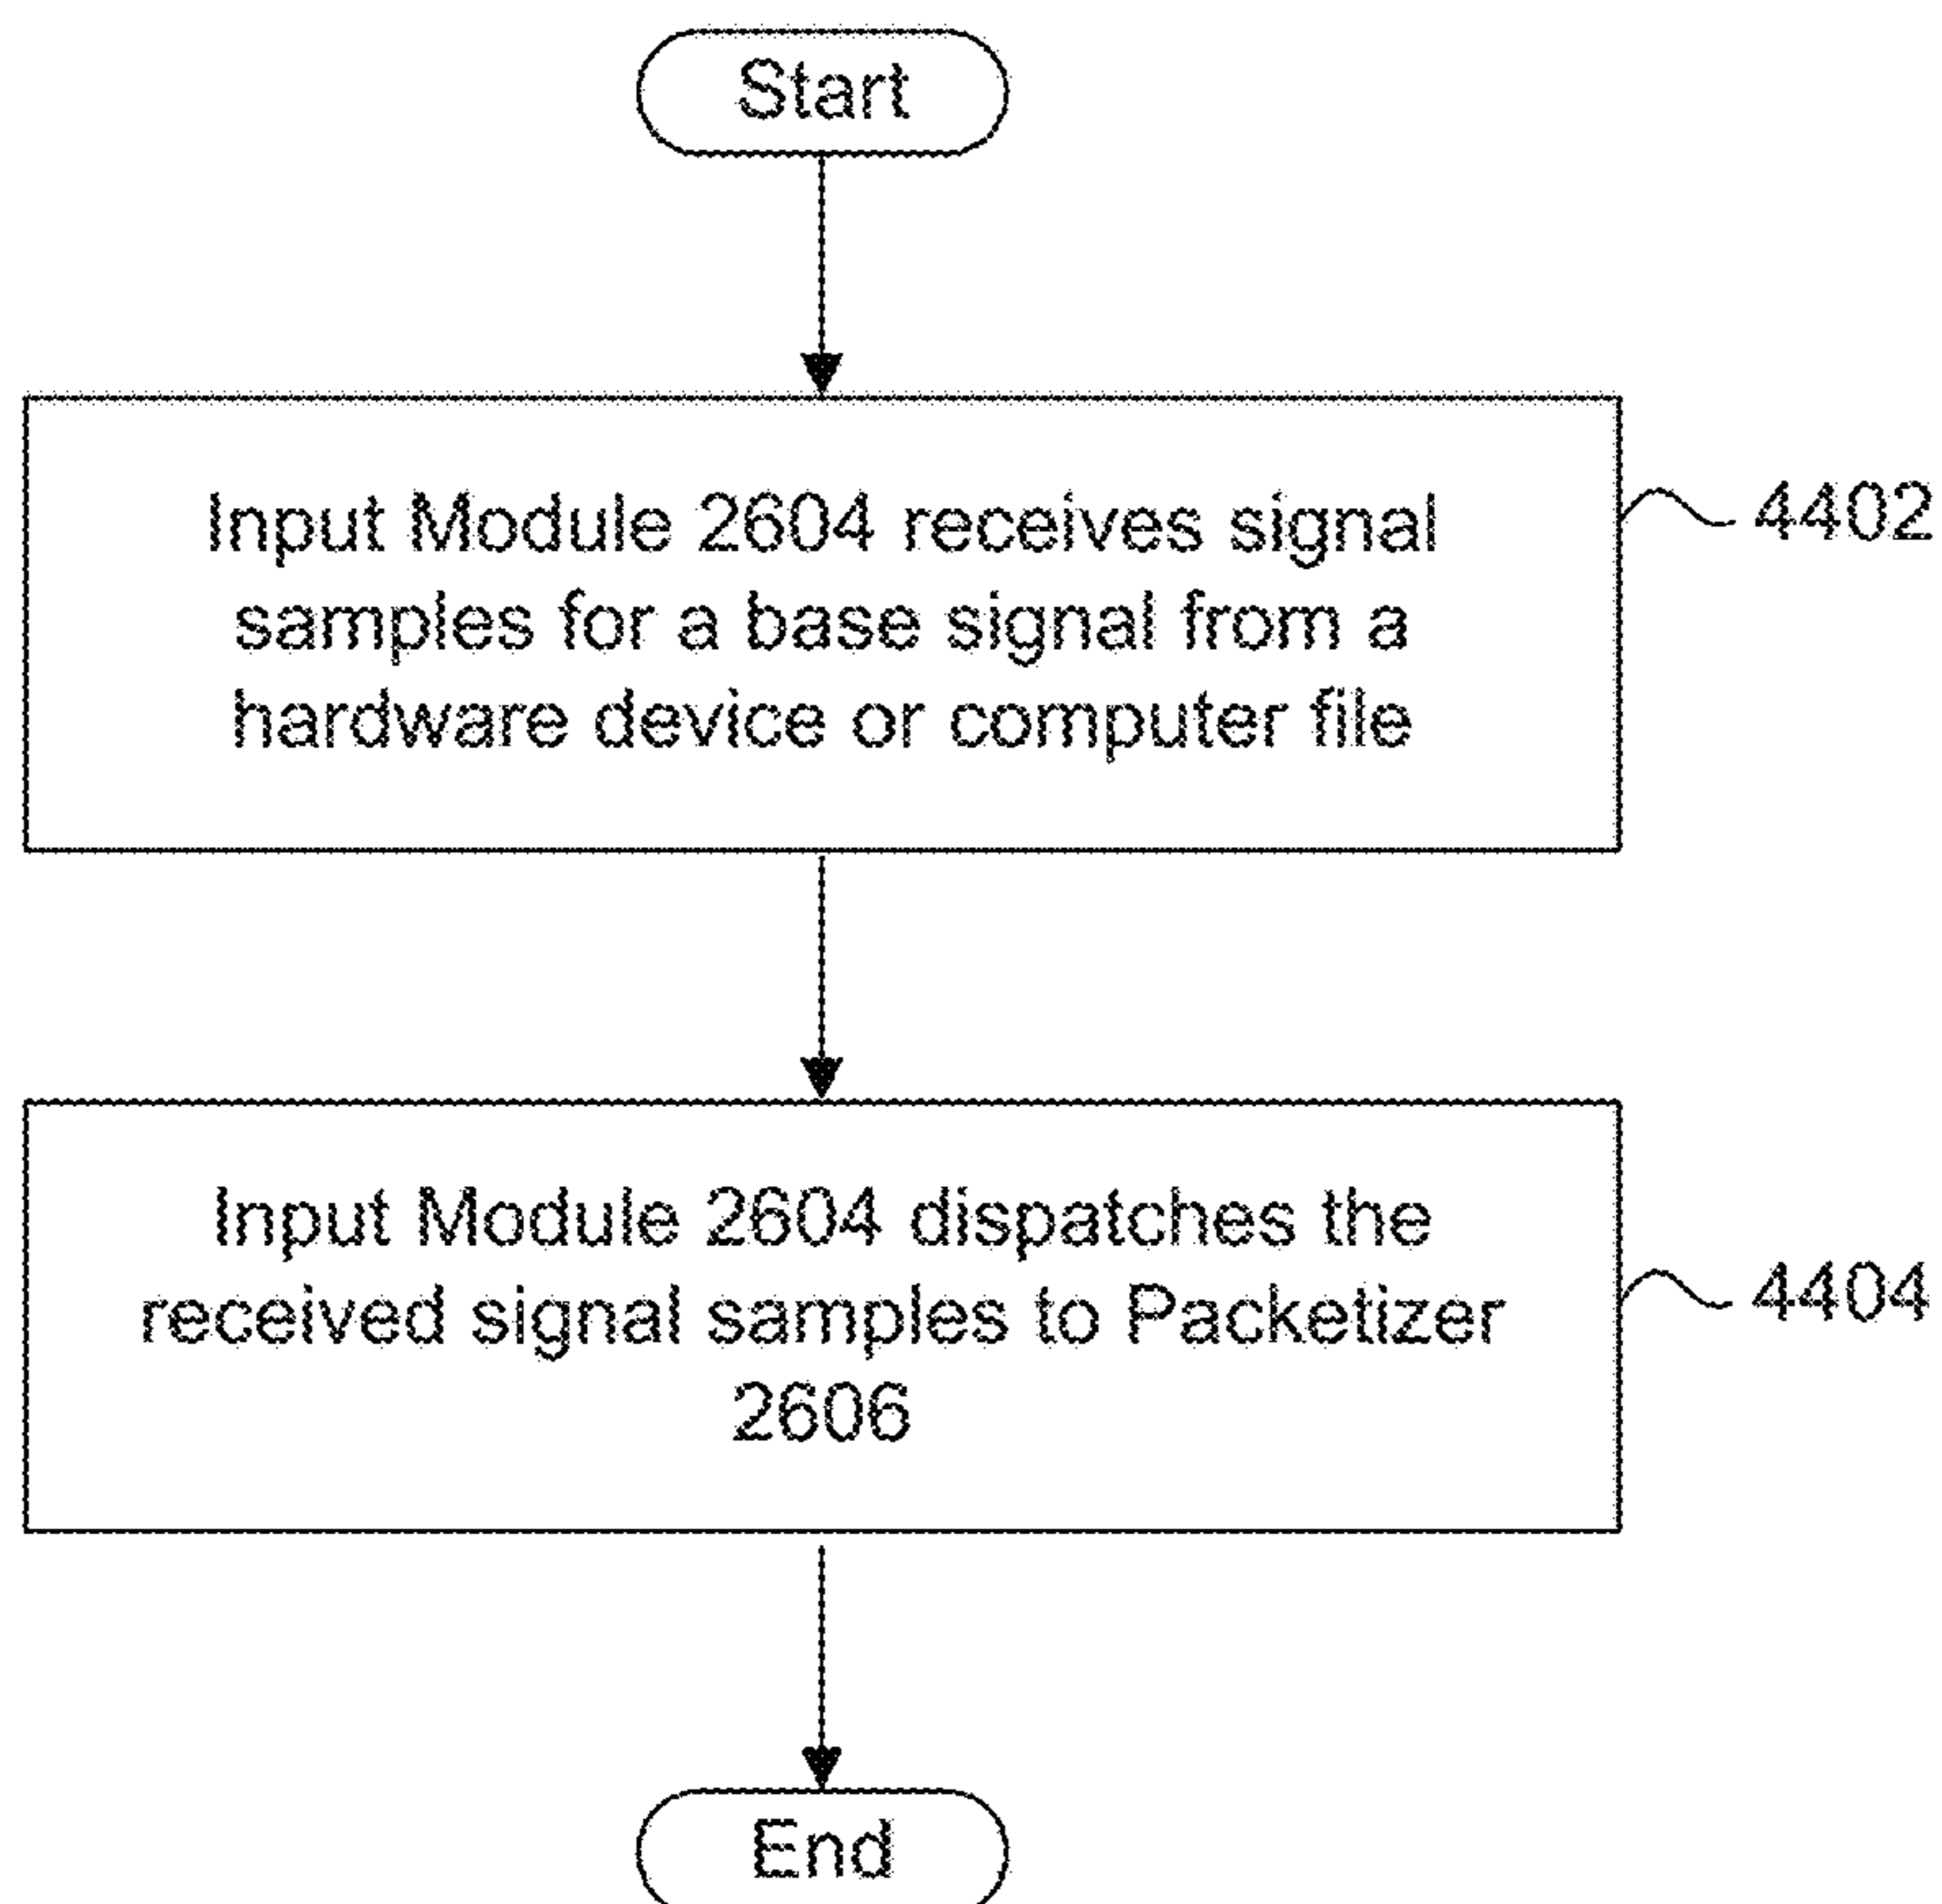 Start
Input Module 2604 receives signal
samples for a base signal from a
hardware device or computer file
4402
Input Module 2604 dispatches the
received signal samples to Packetizer
2606
4404
End